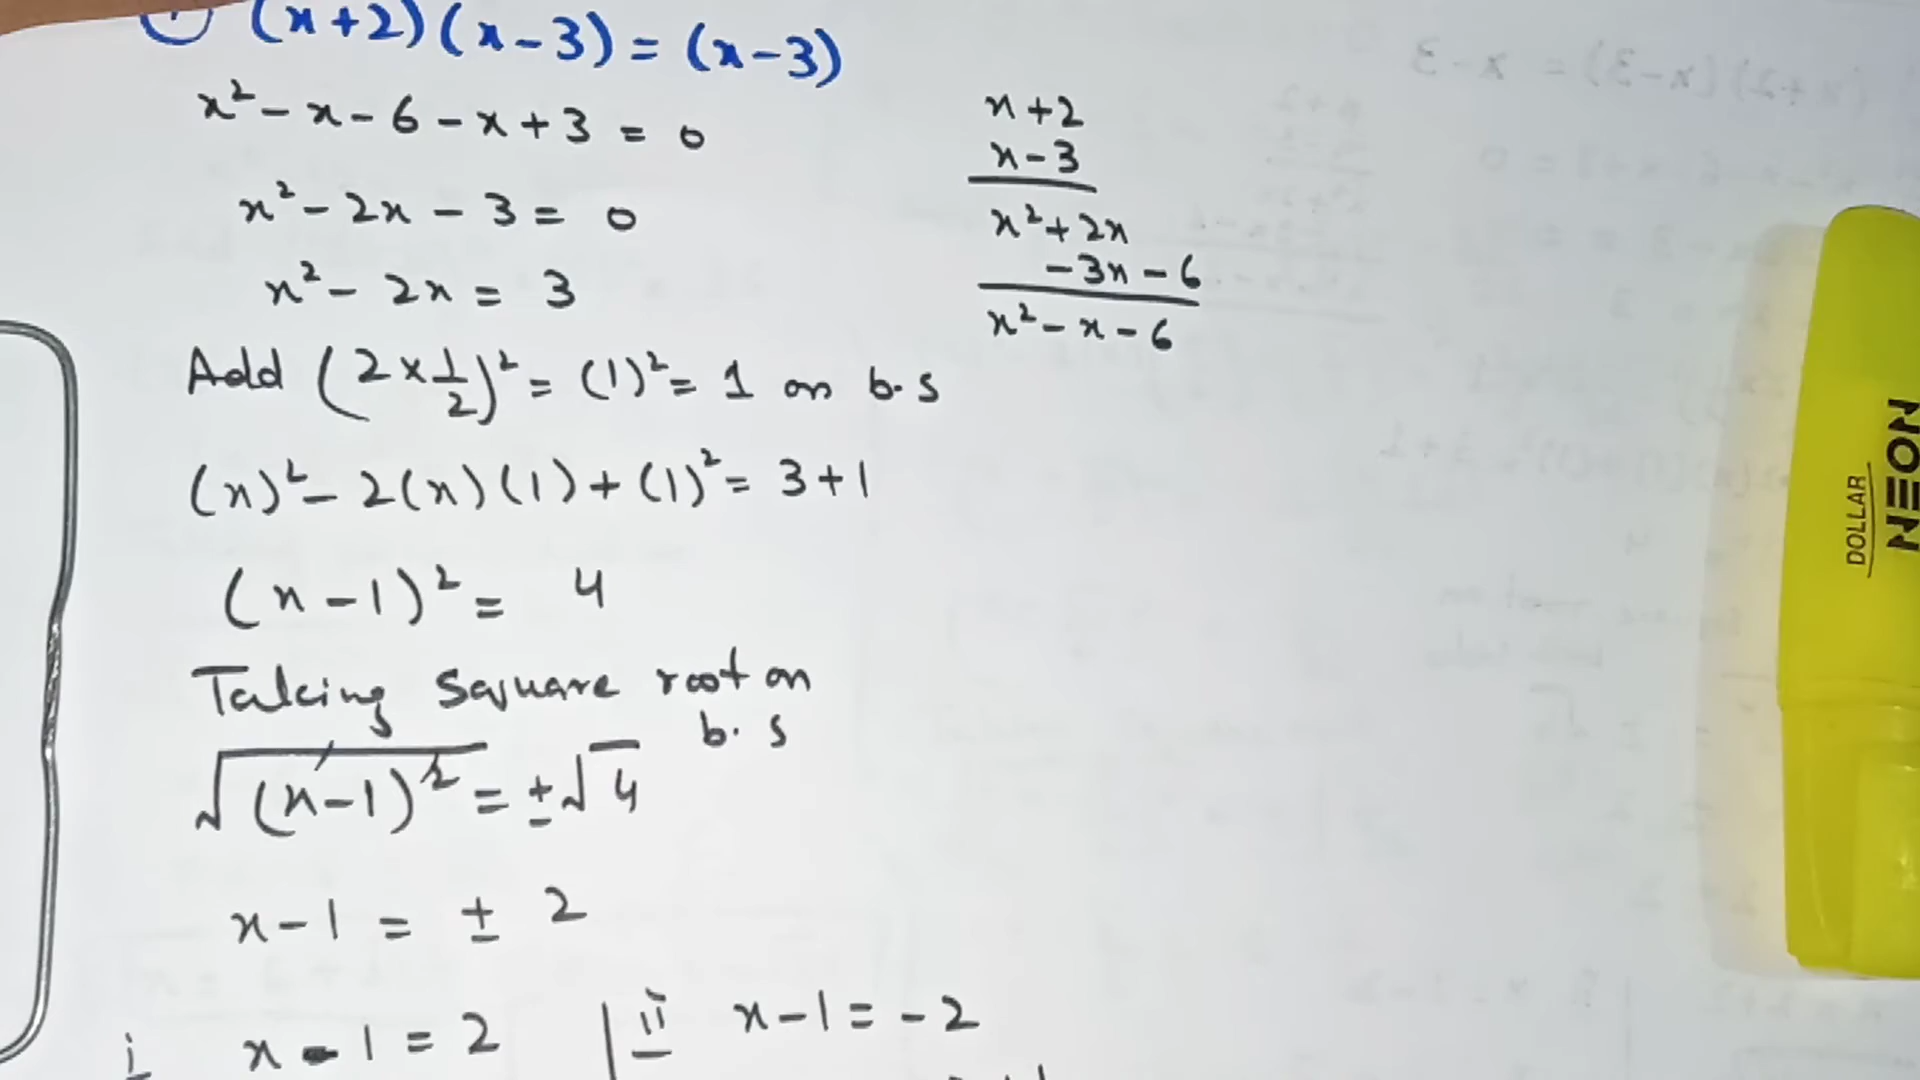 (x+2)(x-3) = (x-3)
x² - x - 6 - x + 3 = 0
x² - 2x - 3 = 0
x² - 2x = 3
Add (2 × 1/2)² = (1)² = 1 on b.s
(x)² - 2(x)(1) + (1)² = 3+1
(x-1)² = 4
Taking square root on
b.s
√(x-1)² = ±√4
x-1 = ± 2
i x - 1 = 2 | ii x-1 = -2
x+2
x-3
x²+2x
-3x-6
x²-x-6
DOLLAR
NEON